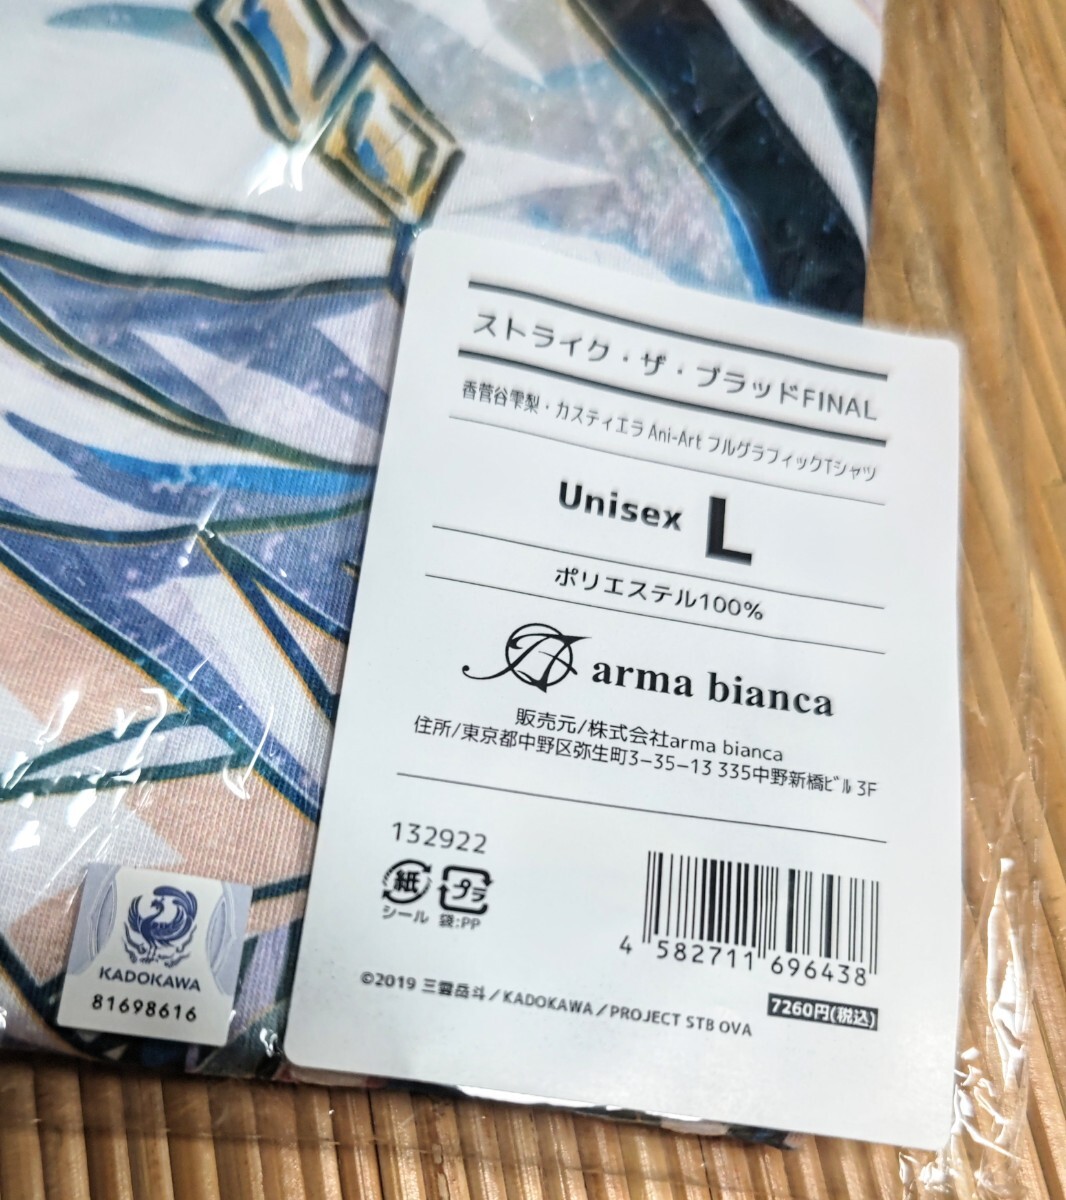 ストライク・ザ・ブラッドFINAL
香菅谷雫梨・カスティエラ Ani-Art フルグラフィックTシャツ
Unisex L
ポリエステル100%
arma bianca
販売元/株式会社arma bianca
住所/東京都中野区弥生町3-35-13 335中野新橋ビル 3F
132922
紙
シール
プラ
袋:PP
4 582711 696438
7260円(税込)
©2019 三雲岳斗/KADOKAWA/PROJECT STB OVA
KADOKAWA
81698616